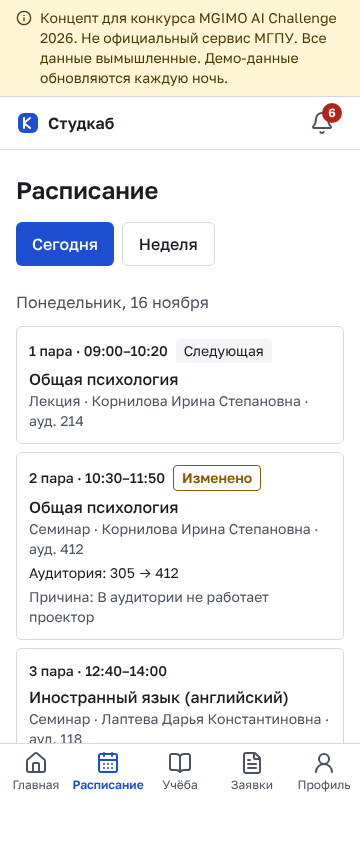 Концепт для конкурса MGIMO AI Challenge
2026. Не официальный сервис МГПУ. Все
данные вымышленные. Демо-данные
обновляются каждую ночь.
Студкаб
6
Расписание
Сегодня
Неделя
Понедельник, 16 ноября
1 пара · 09:00–10:20 Следующая
Общая психология
Лекция · Корнилова Ирина Степановна ·
ауд. 214
2 пара · 10:30–11:50 Изменено
Общая психология
Семинар · Корнилова Ирина Степановна ·
ауд. 412
Аудитория: 305 → 412
Причина: В аудитории не работает
проектор
3 пара · 12:40–14:00
Иностранный язык (английский)
Семинар · Лаптева Дарья Константиновна ·
ауд. 118
Главная
Расписание
Учёба
Заявки
Профиль